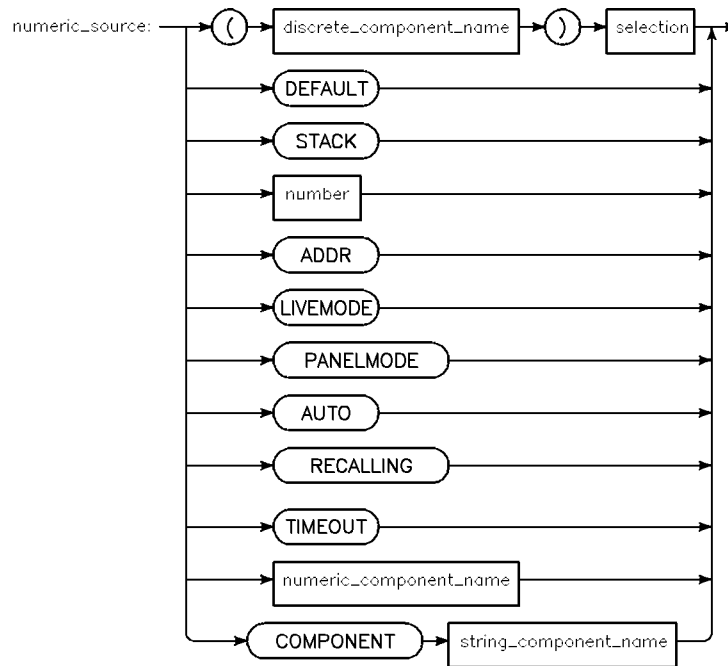 numeric_source: ( discrete_component_name ) selection
DEFAULT
STACK
number
ADDR
LIVEMODE
PANELMODE
AUTO
RECALLING
TIMEOUT
numeric_component_name
COMPONENT string_component_name